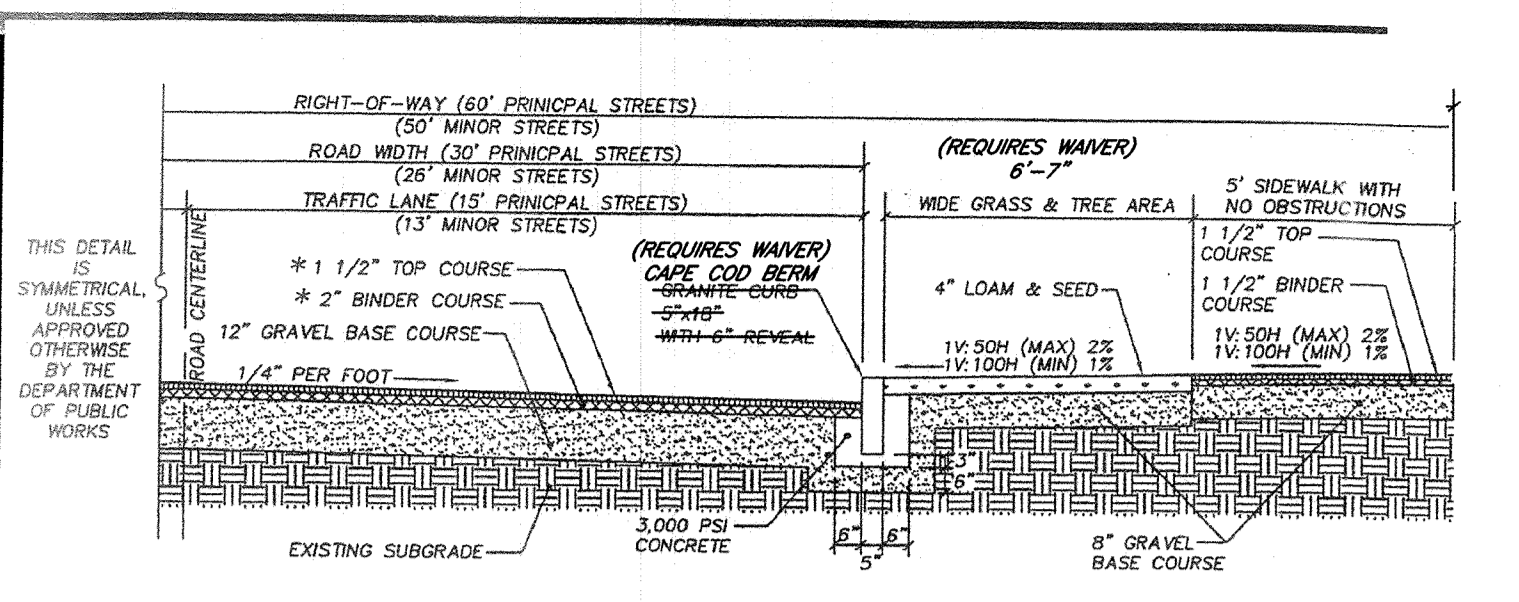 RIGHT-OF-WAY (60' PRINICPAL STREETS)
(50' MINOR STREETS)
ROAD WIDTH (30' PRINICPAL STREETS)
(26' MINOR STREETS)
TRAFFIC LANE (15' PRINICPAL STREETS)
(13' MINOR STREETS)
(REQUIRES WAIVER)
6'-7"
WIDE GRASS & TREE AREA
5' SIDEWALK WITH
NO OBSTRUCTIONS
THIS DETAIL
IS
SYMMETRICAL,
UNLESS
APPROVED
OTHERWISE
BY THE
DEPARTMENT
OF PUBLIC
WORKS
ROAD CENTERLINE
* 1 1/2" TOP COURSE
* 2" BINDER COURSE
12" GRAVEL BASE COURSE
1/4" PER FOOT
(REQUIRES WAIVER)
CAPE COD BERM
GRANITE CURB
5"x18"
WITH 6" REVEAL
4" LOAM & SEED
1V:50H (MAX) 2%
1V:100H (MIN) 1%
1 1/2" TOP
COURSE
1 1/2" BINDER
COURSE
1V:50H (MAX) 2%
1V:100H (MIN) 1%
3"
6"
EXISTING SUBGRADE
3,000 PSI
CONCRETE
6"
5"
6"
8" GRAVEL
BASE COURSE